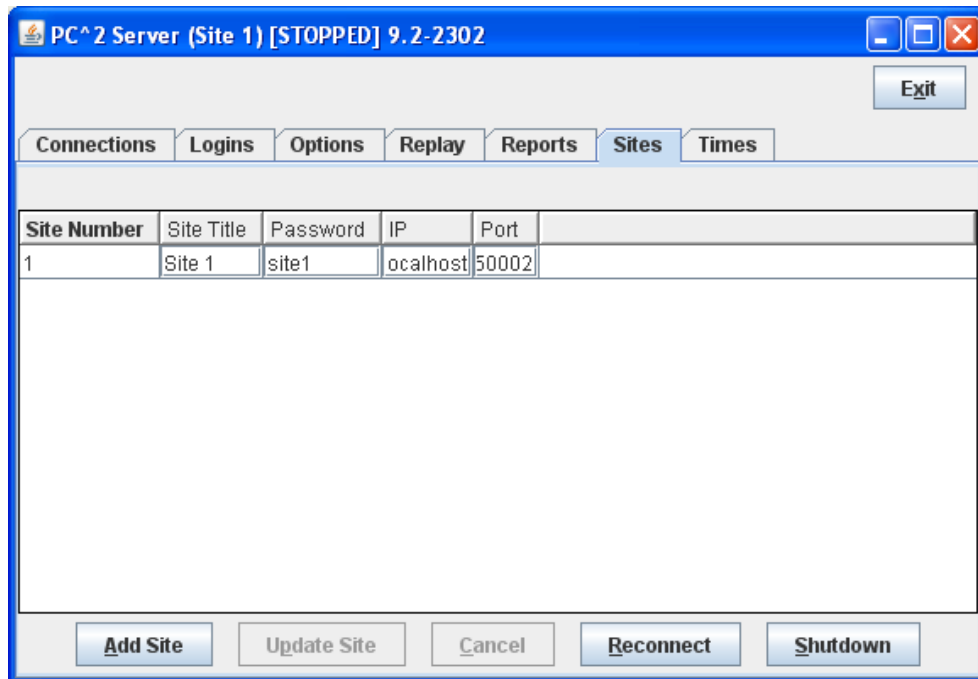 PC^2 Server (Site 1) [STOPPED] 9.2-2302
Exit
Connections Logins Options Replay Reports Sites Times
Site Number Site Title Password IP Port
1 Site 1 site1 ocalhost 50002
Add Site Update Site Cancel Reconnect Shutdown